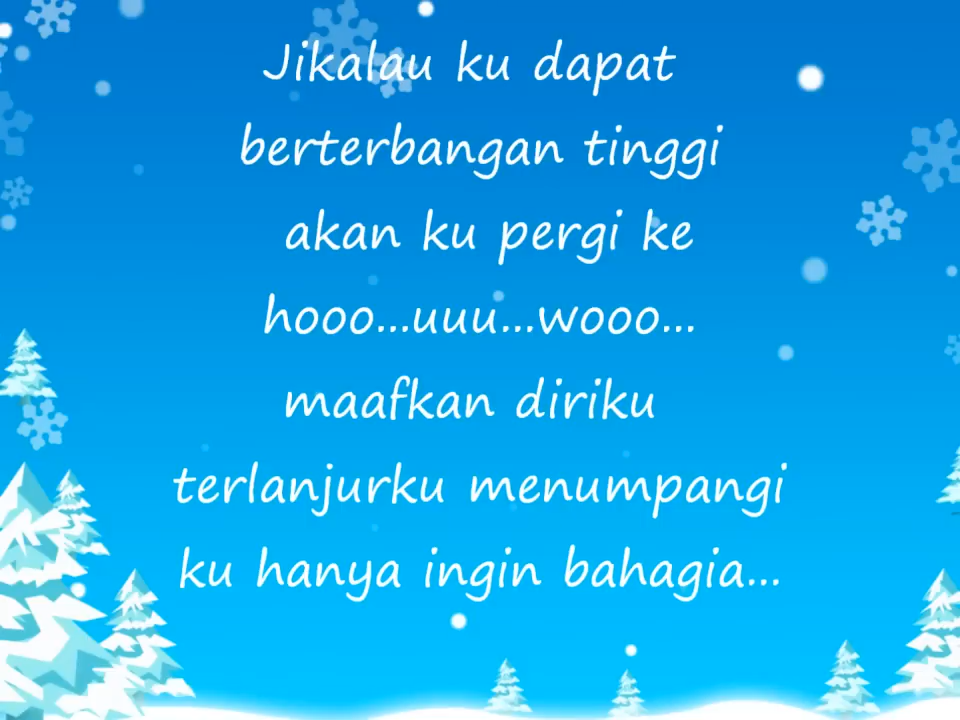 Jikalau ku dapat
berterbangan tinggi
akan ku pergi ke
hooo...uuu...wooo...
maafkan diriku
terlanjurku menumpangi
ku hanya ingin bahagia...